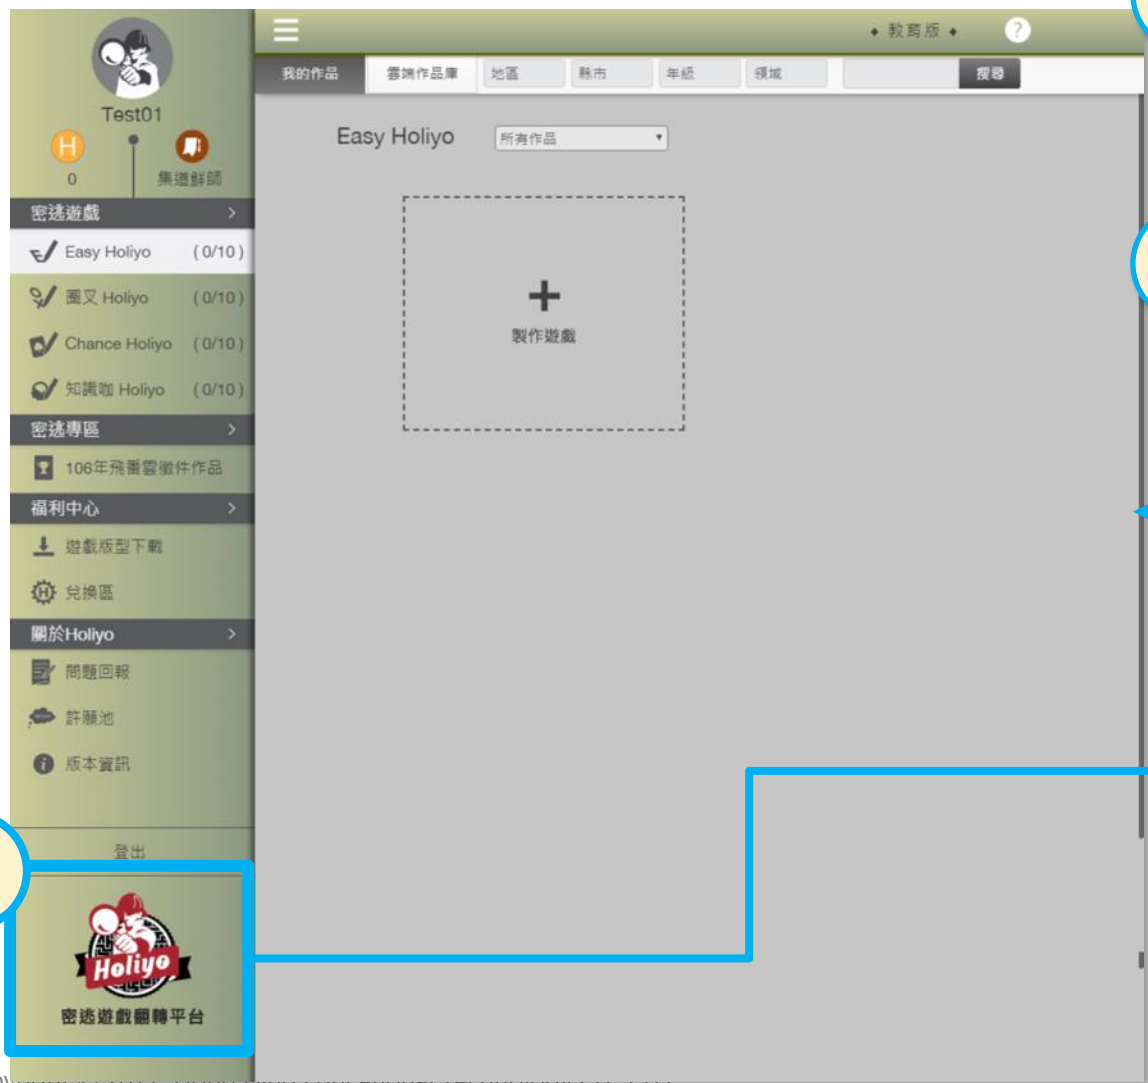 ◆ 教育版 ◆
?
我的作品
雲端作品庫
地區
縣市
年級
領域
搜尋
Test01
H
0
集道鮮師
Easy Holiyo
所有作品
+
製作遊戲
密逃遊戲 >
Easy Holiyo (0/10)
圈叉 Holiyo (0/10)
Chance Holiyo (0/10)
知識咖 Holiyo (0/10)
密逃專區 >
106年飛番雲徵件作品
福利中心 >
遊戲版型下載
兌換區
關於Holiyo >
問題回報
許願池
版本資訊
登出
Holiyo
密逃遊戲翻轉平台